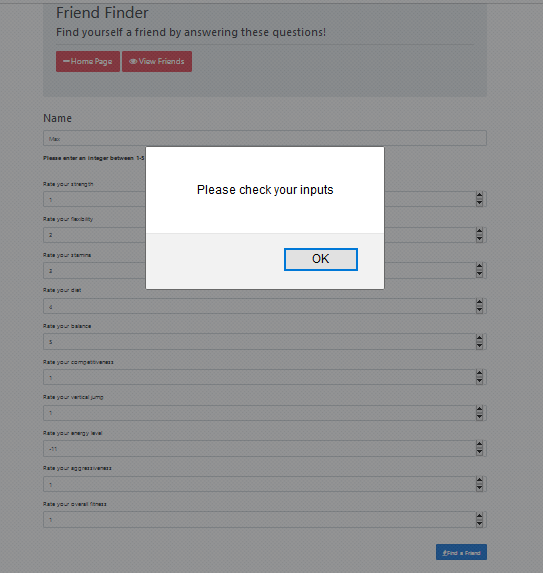 Friend Finder
Find yourself a friend by answering these questions!
Home Page
View Friends
Name
Max
Please enter an integer between 1-5
Please check your inputs
OK
Rate your strength
1
Rate your flexibility
2
Rate your stamina
Rate your diet
Rate your balance
5
Rate your competitiveness
1
Rate your vertical jump
1
Rate your energy level
-11
Rate your aggressiveness
1
Rate your overall fitness
1
Find a Friend